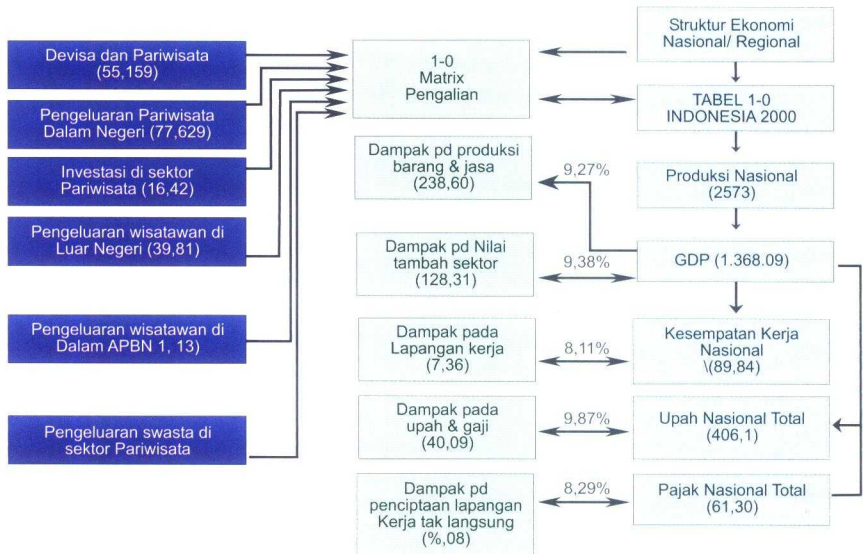 Devisa dan Pariwisata
(55,159)
Pengeluaran Pariwisata
Dalam Negeri (77,629)
Investasi di sektor
Pariwisata (16,42)
Pengeluaran wisatawan di
Luar Negeri (39,81)
Pengeluaran wisatawan di
Dalam APBN 1, 13)
Pengeluaran swasta di
sektor Pariwisata
1-0
Matrix
Pengalian
Dampak pd produksi
barang & jasa
(238,60)
Dampak pd Nilai
tambah sektor
(128,31)
Dampak pada
Lapangan kerja
(7,36)
Dampak pada
upah & gaji
(40,09)
Dampak pd
penciptaan lapangan
Kerja tak langsung
(%,08)
9,27%
9,38%
8,11%
9,87%
8,29%
Struktur Ekonomi
Nasional/ Regional
TABEL 1-0
INDONESIA 2000
Produksi Nasional
(2573)
GDP (1.368.09)
Kesempatan Kerja
Nasional
\(89,84)
Upah Nasional Total
(406,1)
Pajak Nasional Total
(61,30)